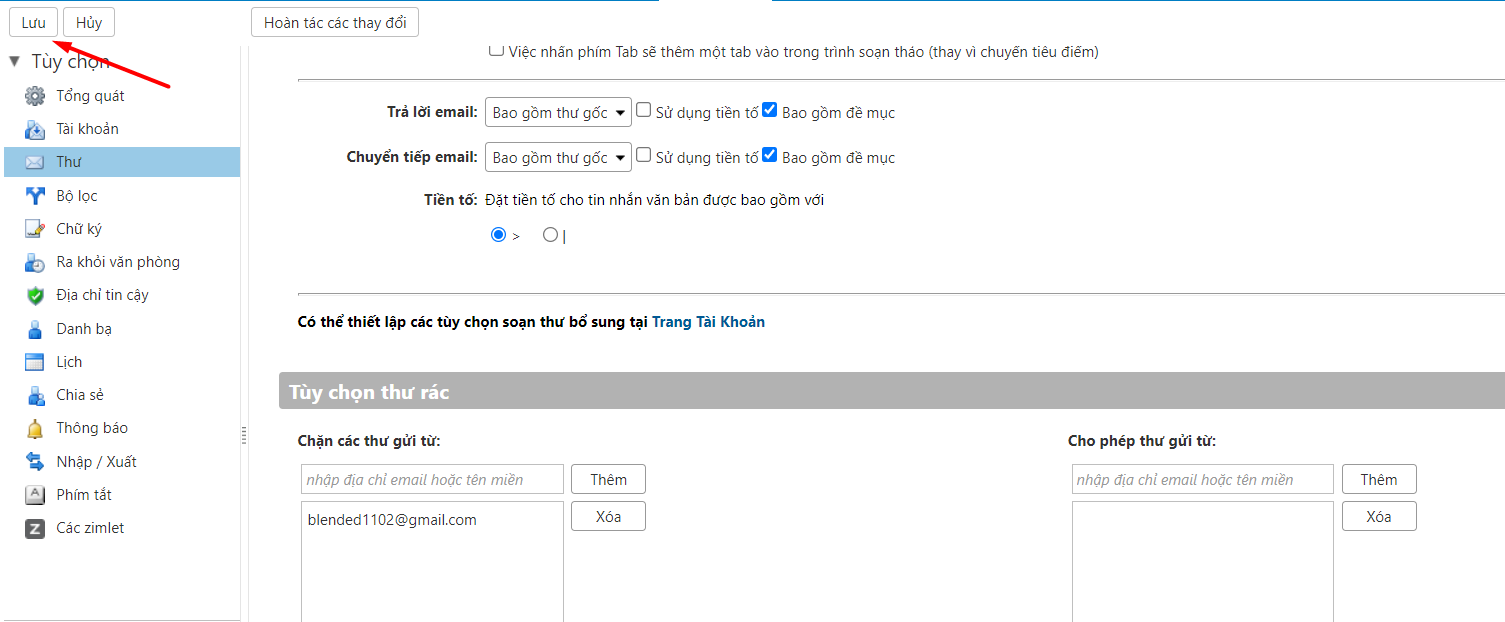 Lưu Hủy Hoàn tác các thay đổi
Việc nhấn phím Tab sẽ thêm một tab vào trong trình soạn thảo (thay vì chuyển tiêu điểm)
Tùy chọn
Tổng quát
Tài khoản
Thư
Bộ lọc
Chữ ký
Ra khỏi văn phòng
Địa chỉ tin cậy
Danh bạ
Lịch
Chia sẻ
Thông báo
Nhập / Xuất
Phím tắt
Các zimlet
Trả lời email: Bao gồm thư gốc Sử dụng tiền tố Bao gồm đề mục
Chuyển tiếp email: Bao gồm thư gốc Sử dụng tiền tố Bao gồm đề mục
Tiền tố: Đặt tiền tố cho tin nhắn văn bản được bao gồm với
> |
Có thể thiết lập các tùy chọn soạn thư bổ sung tại Trang Tài Khoản
Tùy chọn thư rác
Chặn các thư gửi từ:
nhập địa chỉ email hoặc tên miền Thêm
blended1102@gmail.com Xóa
Cho phép thư gửi từ:
nhập địa chỉ email hoặc tên miền Thêm
Xóa